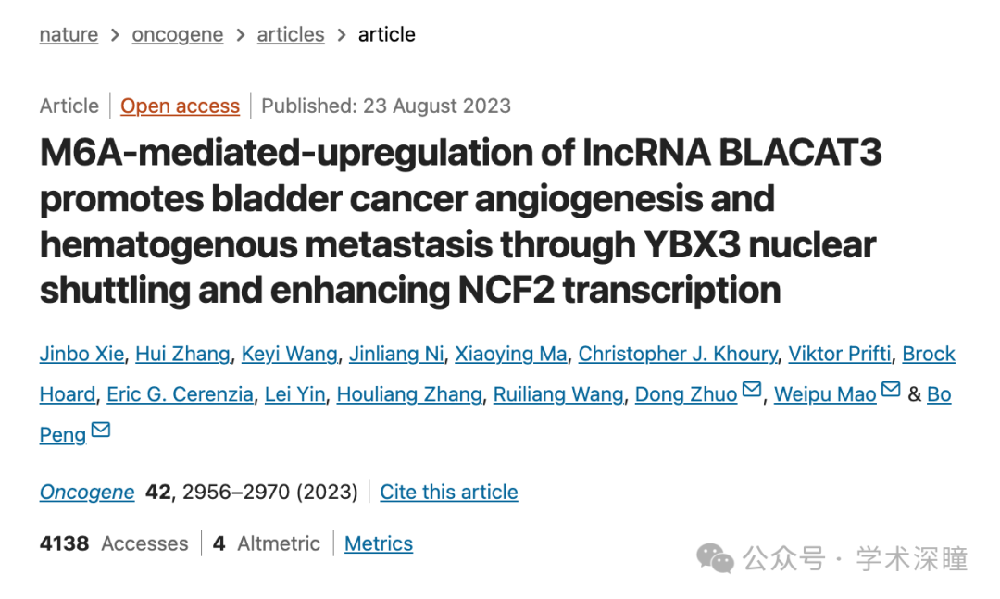 nature > oncogene > articles > article
Article | Open access | Published: 23 August 2023
M6A-mediated-upregulation of lncRNA BLACAT3
promotes bladder cancer angiogenesis and
hematogenous metastasis through YBX3 nuclear
shuttling and enhancing NCF2 transcription
Jinbo Xie, Hui Zhang, Keyi Wang, Jinliang Ni, Xiaoying Ma, Christopher J. Khoury, Viktor Prifti, Brock
Hoard, Eric G. Cerenzia, Lei Yin, Houliang Zhang, Ruiliang Wang, Dong Zhuo, Weipu Mao & Bo
Peng
Oncogene 42, 2956–2970 (2023) | Cite this article
4138 Accesses | 4 Altmetric | Metrics
公众号 · 学术深瞳